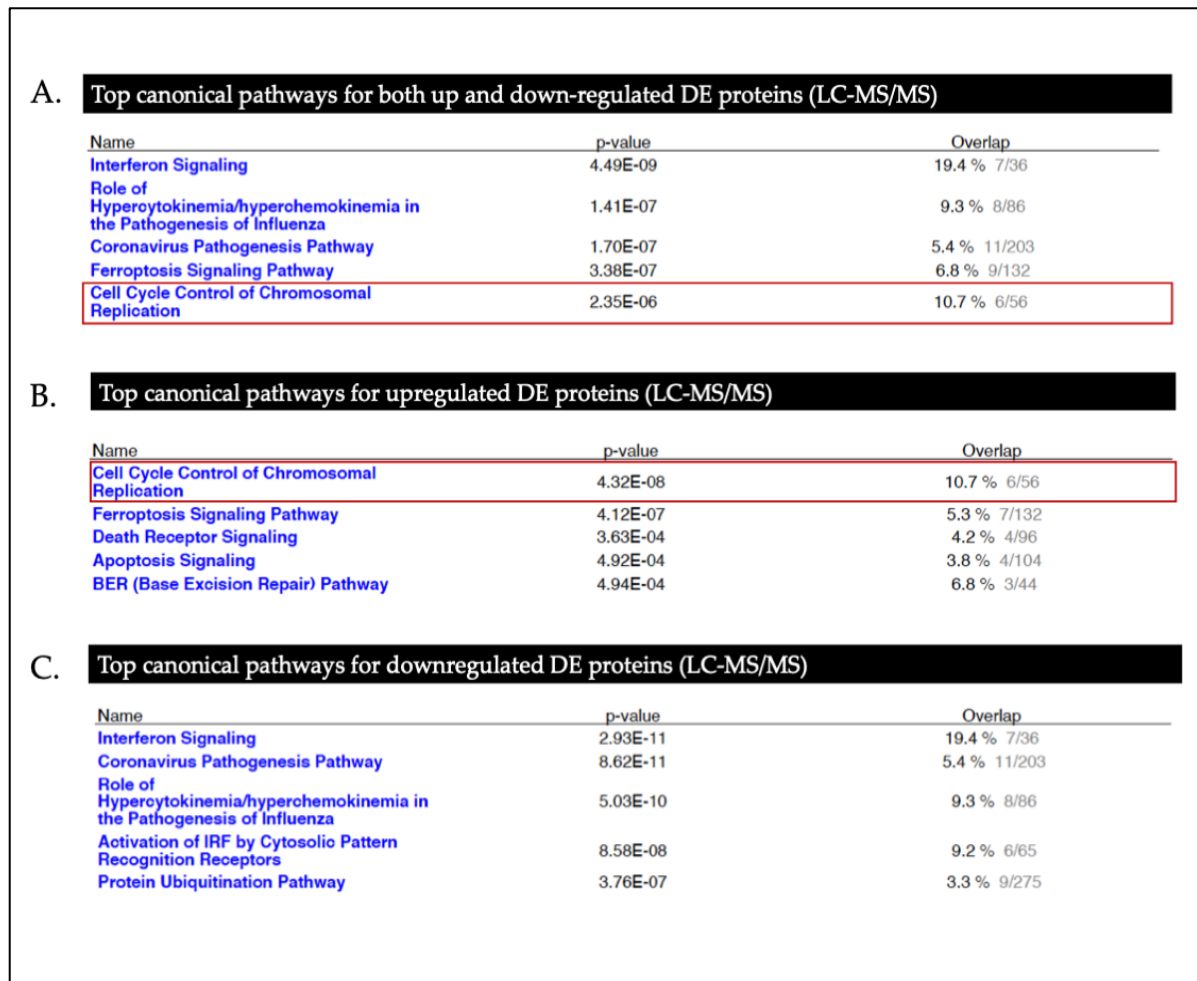 A. Top canonical pathways for both up and down-regulated DE proteins (LC-MS/MS)
Name p-value Overlap
Interferon Signaling 4.49E-09 19.4 % 7/36
Role of
Hypercytokinemia/hyperchemokinemia in 1.41E-07 9.3 % 8/86
the Pathogenesis of Influenza
Coronavirus Pathogenesis Pathway 1.70E-07 5.4 % 11/203
Ferroptosis Signaling Pathway 3.38E-07 6.8 % 9/132
Cell Cycle Control of Chromosomal
Replication 2.35E-06 10.7 % 6/56
B. Top canonical pathways for upregulated DE proteins (LC-MS/MS)
Name p-value Overlap
Cell Cycle Control of Chromosomal
Replication 4.32E-08 10.7 % 6/56
Ferroptosis Signaling Pathway 4.12E-07 5.3 % 7/132
Death Receptor Signaling 3.63E-04 4.2 % 4/96
Apoptosis Signaling 4.92E-04 3.8 % 4/104
BER (Base Excision Repair) Pathway 4.94E-04 6.8 % 3/44
C. Top canonical pathways for downregulated DE proteins (LC-MS/MS)
Name p-value Overlap
Interferon Signaling 2.93E-11 19.4 % 7/36
Coronavirus Pathogenesis Pathway 8.62E-11 5.4 % 11/203
Role of
Hypercytokinemia/hyperchemokinemia in 5.03E-10 9.3 % 8/86
the Pathogenesis of Influenza
Activation of IRF by Cytosolic Pattern
Recognition Receptors 8.58E-08 9.2 % 6/65
Protein Ubiquitination Pathway 3.76E-07 3.3 % 9/275